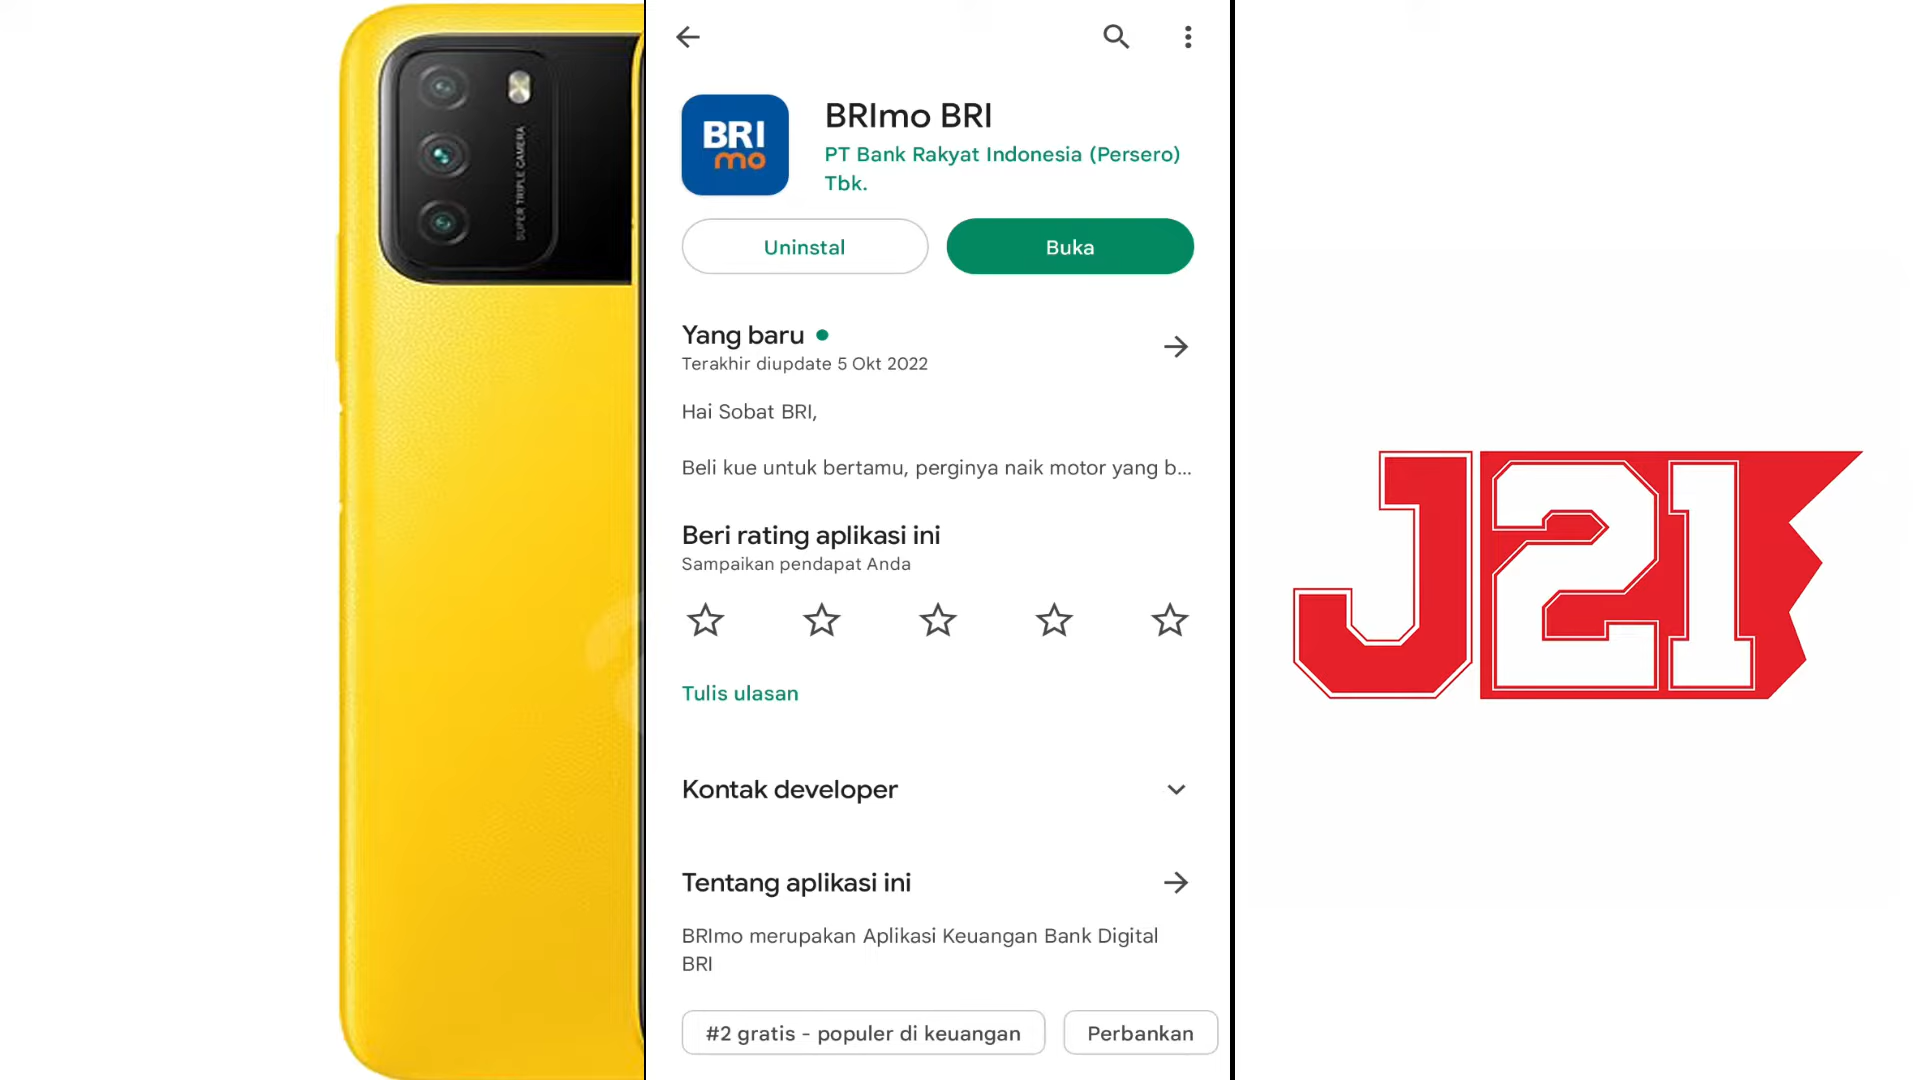 SUPER TRIPLE CAMERA
BRI
mo
BRImo BRI
PT Bank Rakyat Indonesia (Persero)
Tbk.
Uninstal
Buka
Yang baru
Terakhir diupdate 5 Okt 2022
Hai Sobat BRI,
Beli kue untuk bertamu, perginya naik motor yang b...
Beri rating aplikasi ini
Sampaikan pendapat Anda
Tulis ulasan
Kontak developer
Tentang aplikasi ini
BRImo merupakan Aplikasi Keuangan Bank Digital
BRI
#2 gratis - populer di keuangan
Perbankan
J21